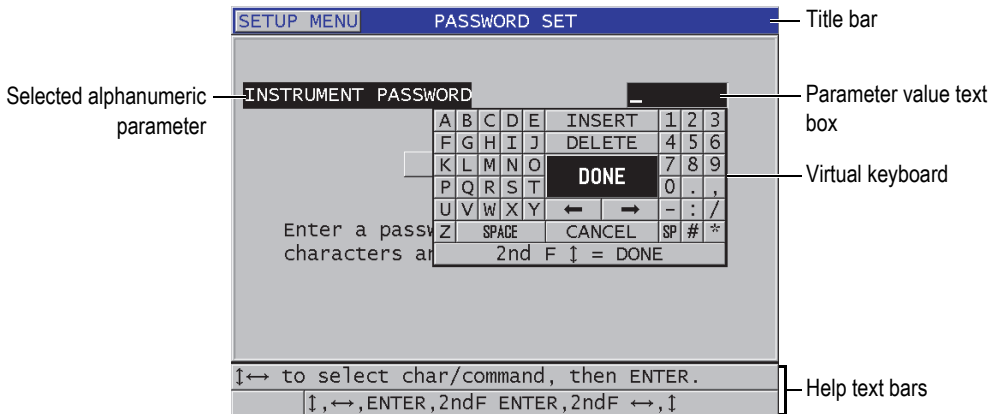 SETUP MENU PASSWORD SET
Title bar
Selected alphanumeric
parameter
INSTRUMENT PASSWORD
_
Parameter value text
box
A B C D E INSERT 1 2 3
F G H I J DELETE 4 5 6
K L M N O DONE 7 8 9
P Q R S T 0 . ,
U V W X Y ← → - : /
Z SPACE CANCEL SP # *
2nd F ↕ = DONE
Virtual keyboard
Enter a passw
characters an
↕↔ to select char/command, then ENTER.
↕,↔,ENTER,2ndF ENTER,2ndF ↔,↕
Help text bars